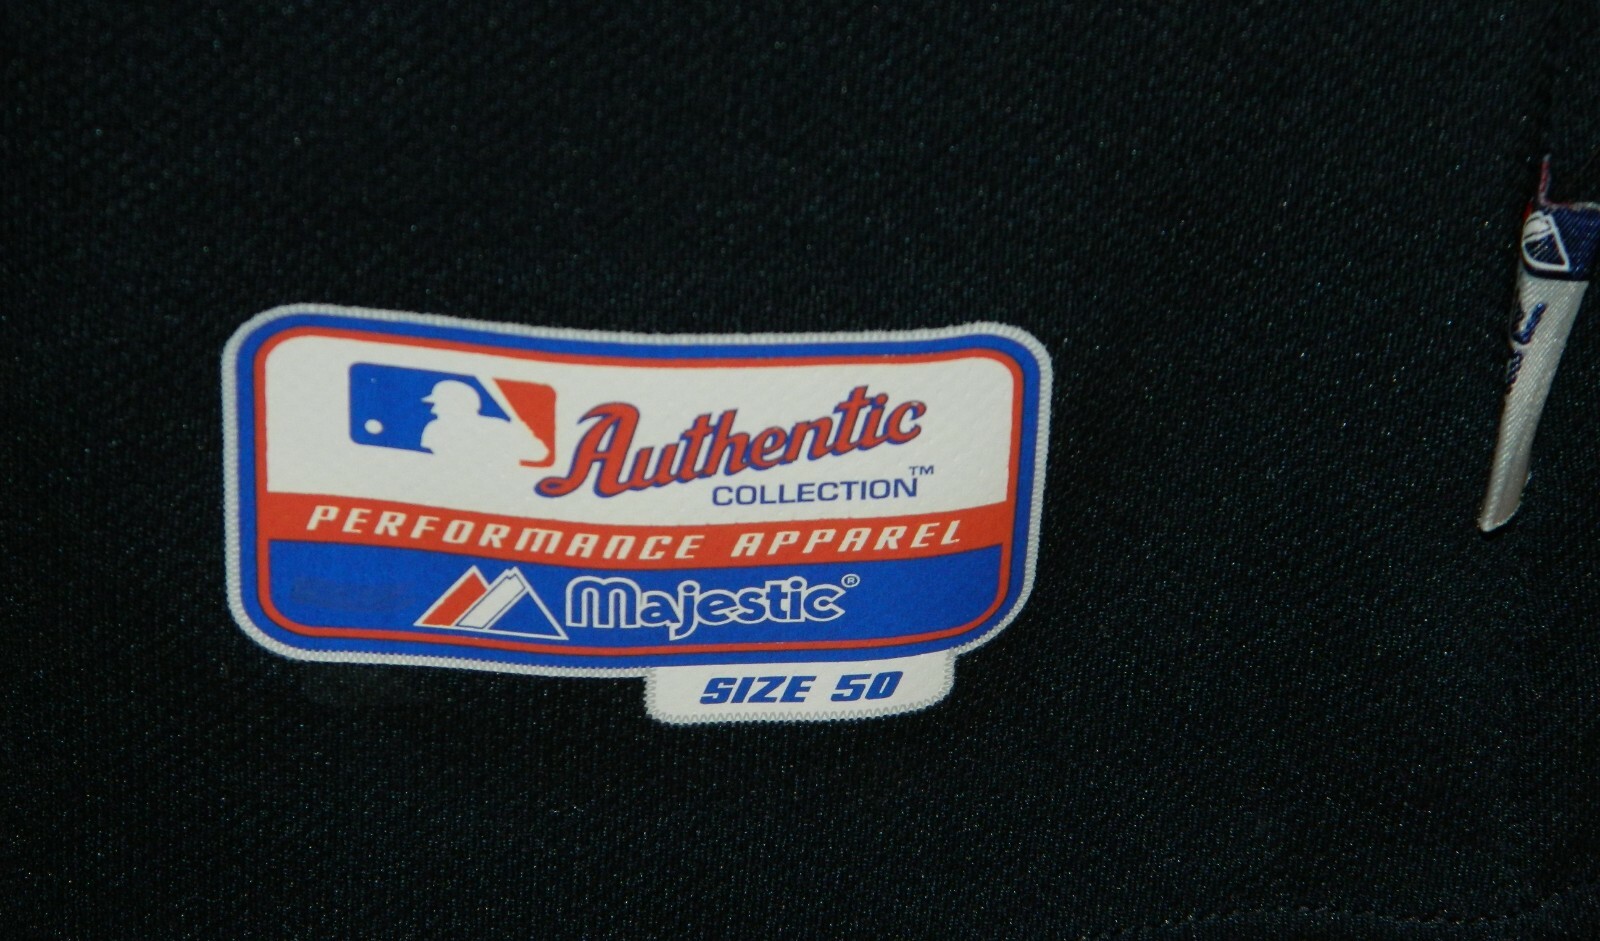 Authentic
COLLECTION™
PERFORMANCE APPAREL
Majestic®
SIZE 50